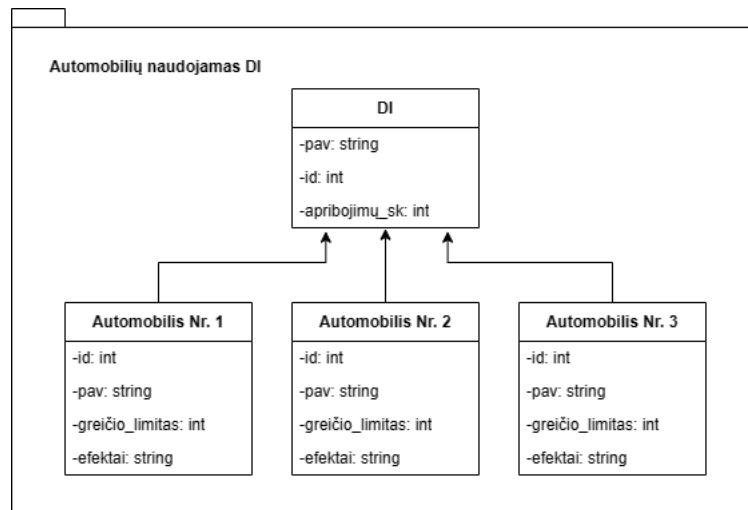 Automobilių naudojamas DI
DI
-pav: string
-id: int
-apribojimų_sk: int
Automobilis Nr. 1
-id: int
-pav: string
-greičio_limitas: int
-efektai: string
Automobilis Nr. 2
-id: int
-pav: string
-greičio_limitas: int
-efektai: string
Automobilis Nr. 3
-id: int
-pav: string
-greičio_limitas: int
-efektai: string